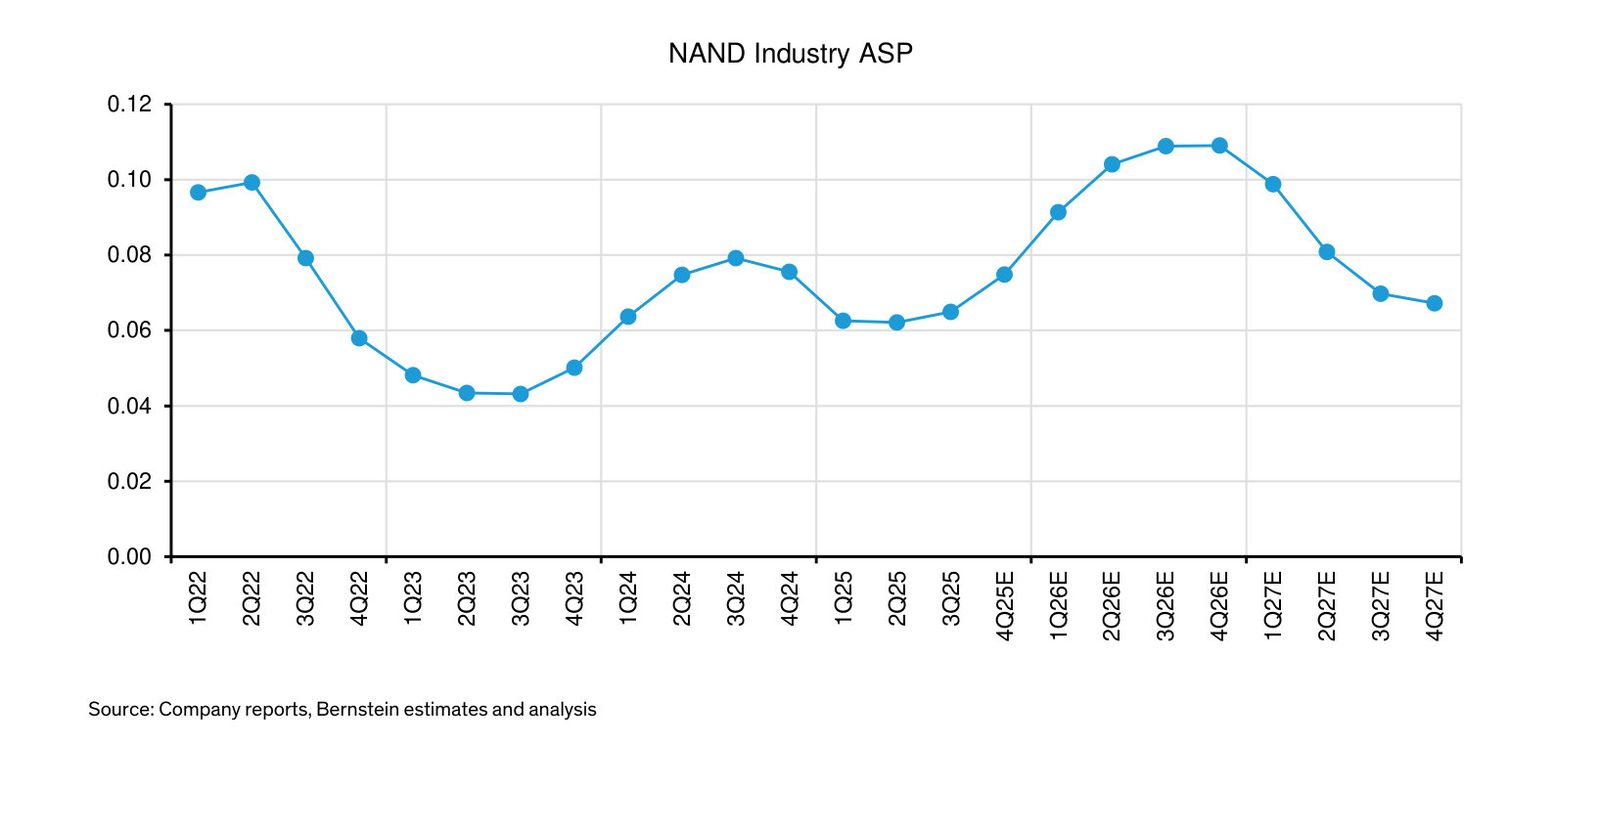 NAND Industry ASP
0.12
0.10
0.08
0.06
0.04
0.02
0.00
1Q22
2Q22
3Q22
4Q22
1Q23
2Q23
3Q23
4Q23
1Q24
2Q24
3Q24
4Q24
1Q25
2Q25
3Q25
4Q25E
1Q26E
2Q26E
3Q26E
4Q26E
1Q27E
2Q27E
3Q27E
4Q27E
Source: Company reports, Bernstein estimates and analysis